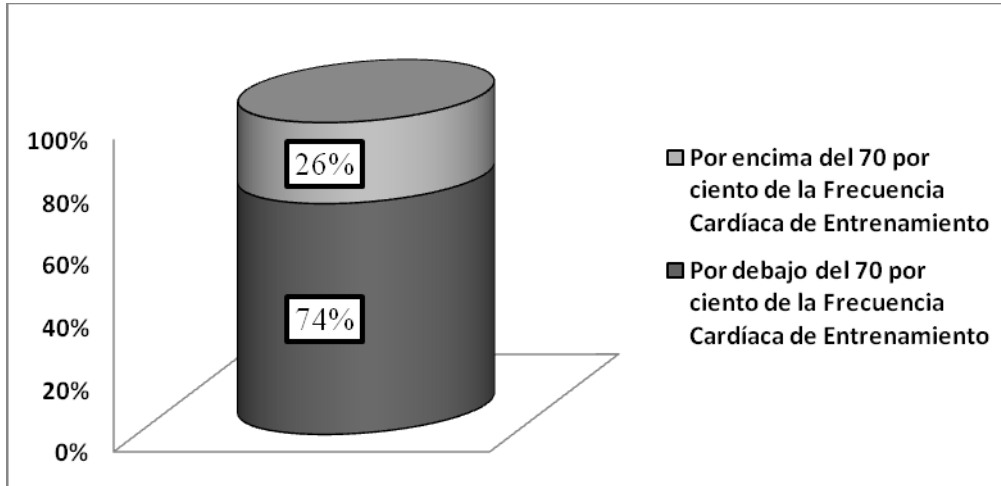 100%
80%
60%
40%
20%
0%
26%
74%
Por encima del 70 por
ciento de la Frecuencia
Cardíaca de Entrenamiento
Por debajo del 70 por
ciento de la Frecuencia
Cardíaca de Entrenamiento